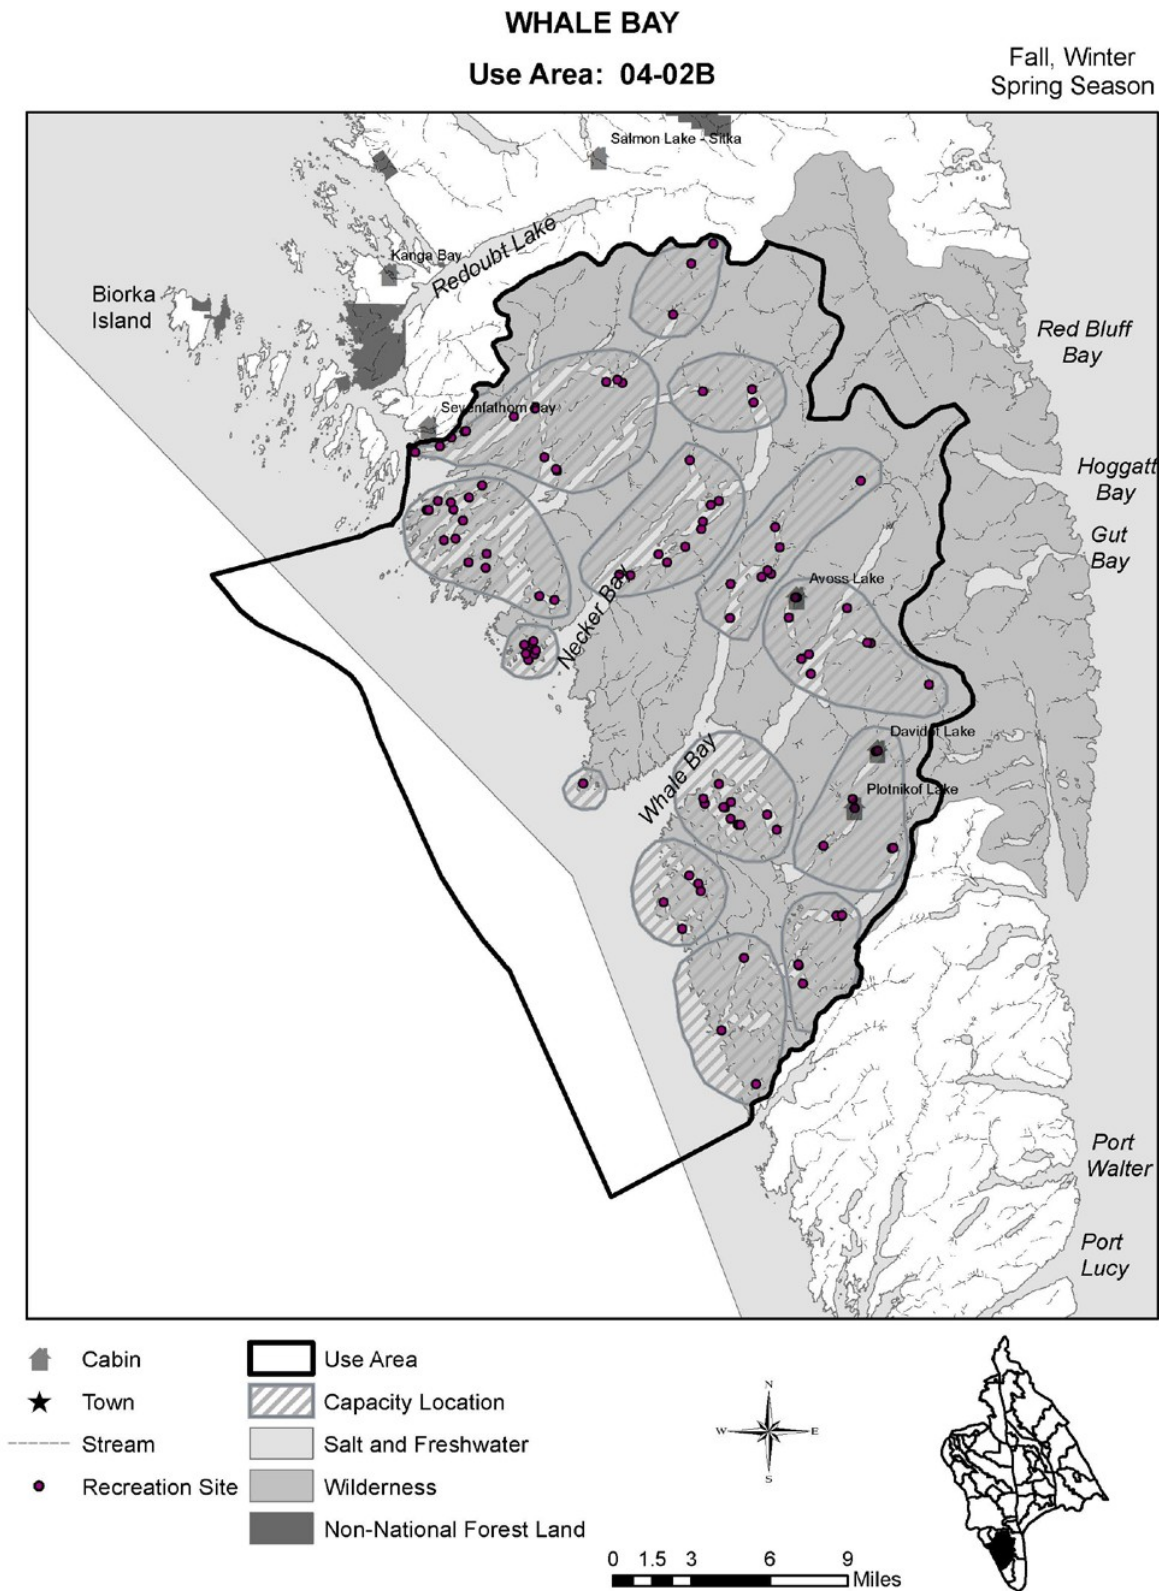 WHALE BAY
Use Area: 04-02B
Fall, Winter
Spring Season
Salmon Lake - Sitka
Kanga Bay
Redoubt Lake
Biorka
Island
Red Bluff
Bay
Sevenfathom Bay
Hoggatt
Bay
Gut
Bay
Avoss Lake
Necker Bay
Davidof Lake
Plotnikof Lake
Whale Bay
Port
Walter
Port
Lucy
Cabin
Town
Stream
Recreation Site
Use Area
Capacity Location
Salt and Freshwater
Wilderness
Non-National Forest Land
N
W E
S
0 1.5 3 6 9
Miles